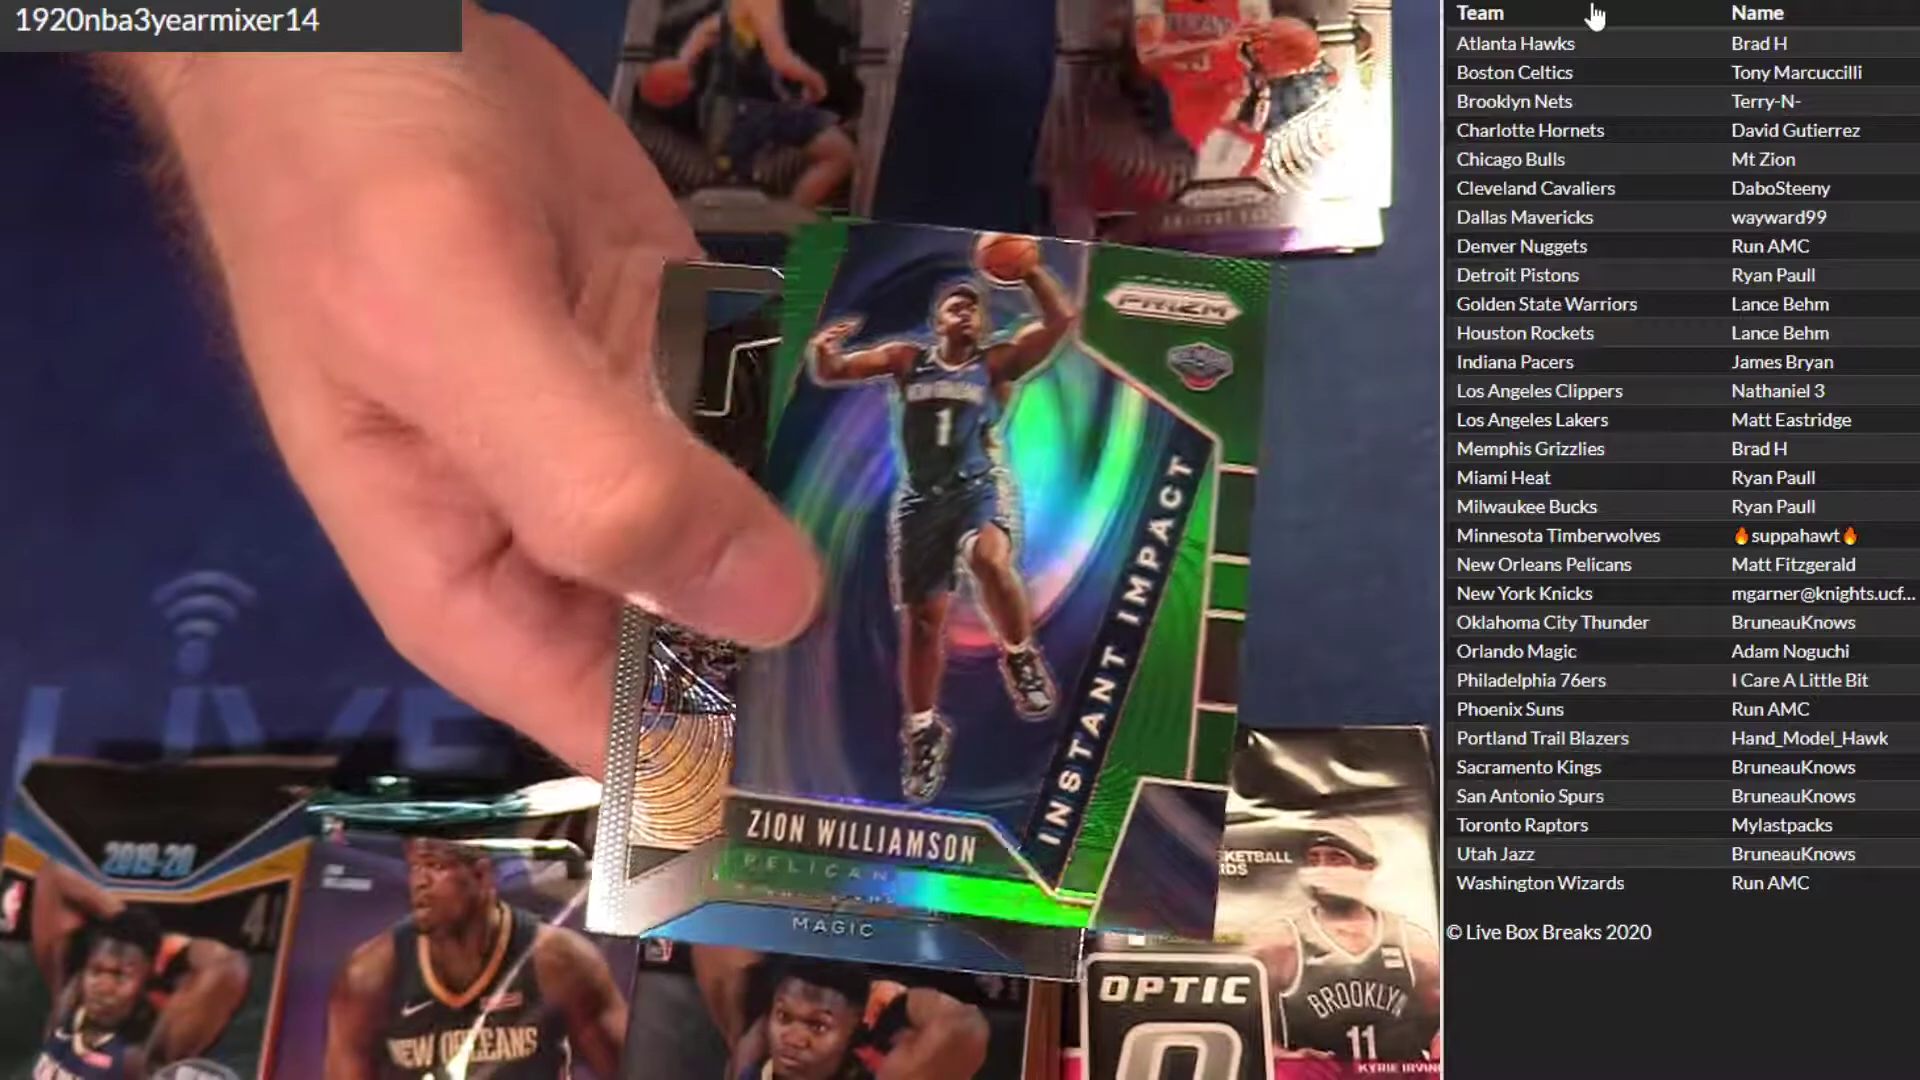 1920nba3yearmixer14
PRIZM
NEW ORLEANS
1
INSTANT IMPACT
ZION WILLIAMSON
PELICANS
MAGIC
LIVE
2019-20
NEW ORLEANS
OPTIC
BROOKLYN
11
KYRIE IRVING
Team Name
Atlanta Hawks Brad H
Boston Celtics Tony Marcuccilli
Brooklyn Nets Terry-N-
Charlotte Hornets David Gutierrez
Chicago Bulls Mt Zion
Cleveland Cavaliers DaboSteeny
Dallas Mavericks wayward99
Denver Nuggets Run AMC
Detroit Pistons Ryan Paull
Golden State Warriors Lance Behm
Houston Rockets Lance Behm
Indiana Pacers James Bryan
Los Angeles Clippers Nathaniel 3
Los Angeles Lakers Matt Eastridge
Memphis Grizzlies Brad H
Miami Heat Ryan Paull
Milwaukee Bucks Ryan Paull
Minnesota Timberwolves 🔥suppahawt🔥
New Orleans Pelicans Matt Fitzgerald
New York Knicks mgarner@knights.ucf...
Oklahoma City Thunder BruneauKnows
Orlando Magic Adam Noguchi
Philadelphia 76ers I Care A Little Bit
Phoenix Suns Run AMC
Portland Trail Blazers Hand_Model_Hawk
Sacramento Kings BruneauKnows
San Antonio Spurs BruneauKnows
Toronto Raptors Mylastpacks
Utah Jazz BruneauKnows
Washington Wizards Run AMC
© Live Box Breaks 2020